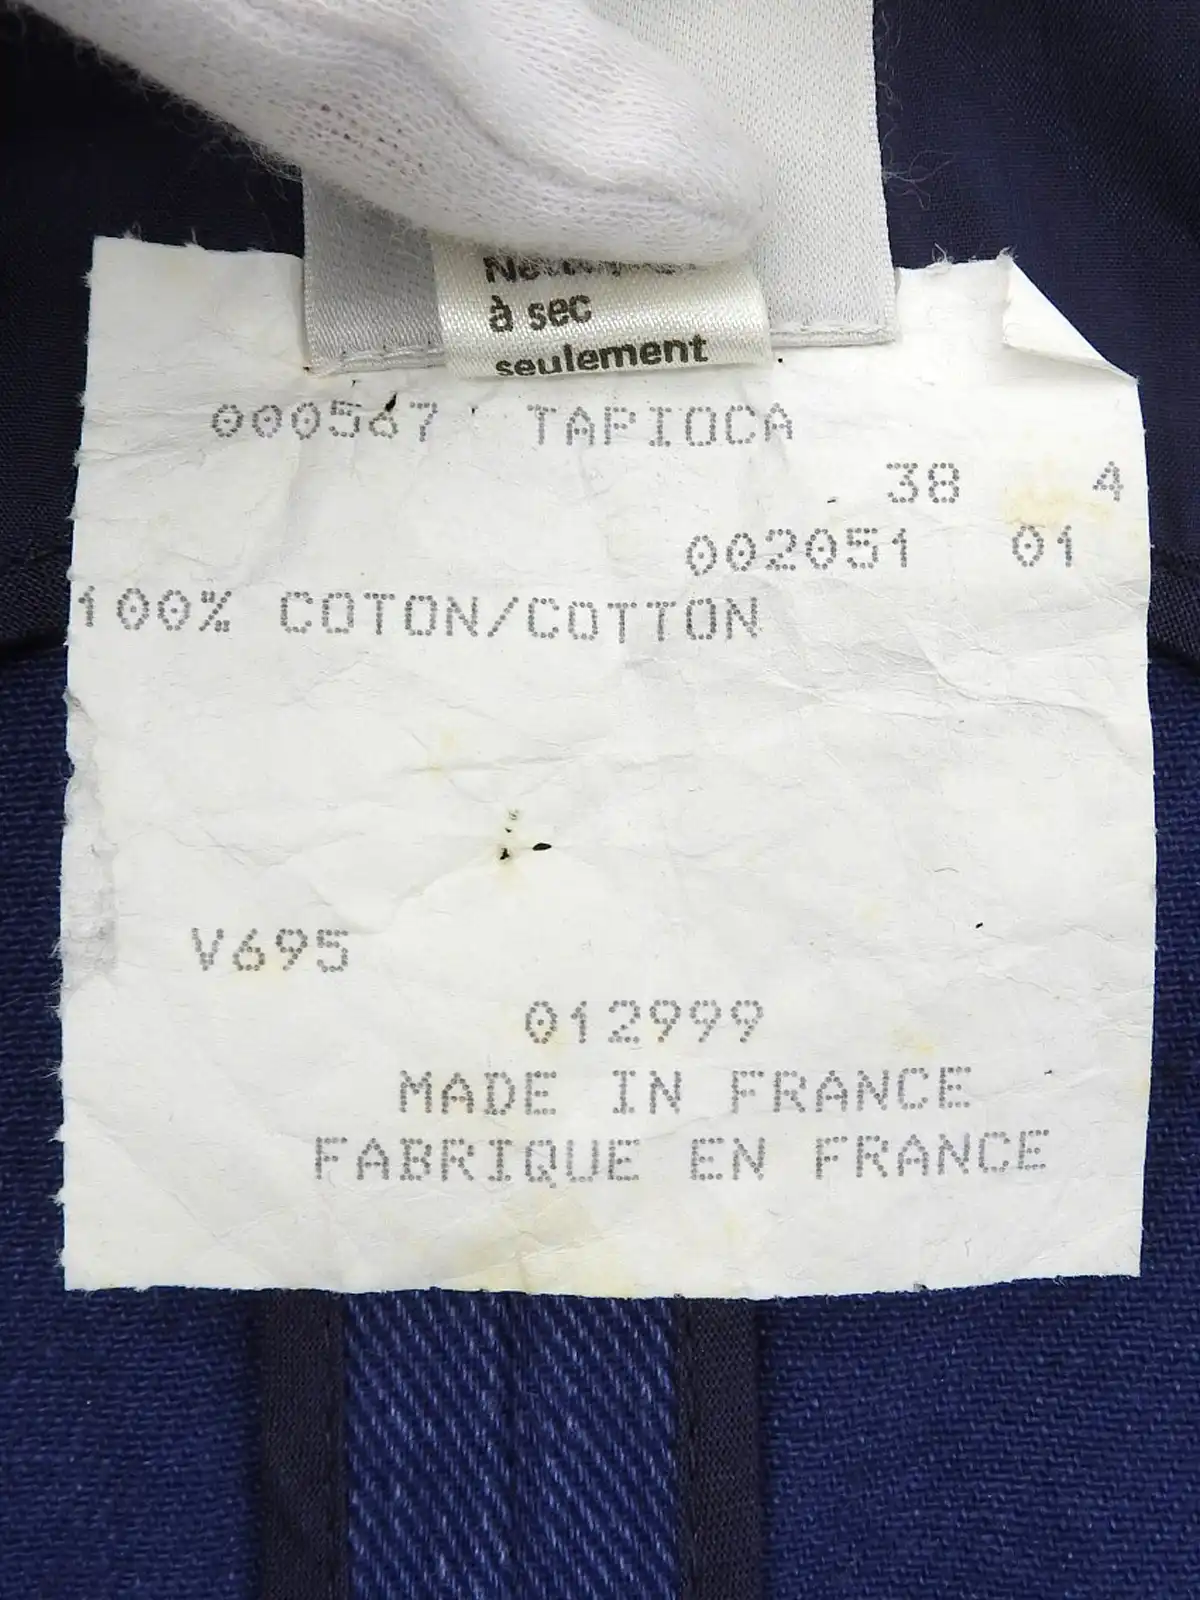 à sec
seulement
000567 TAPIOCA
38 4
002051 01
100% COTON/COTTON
V695
012999
MADE IN FRANCE
FABRIQUE EN FRANCE